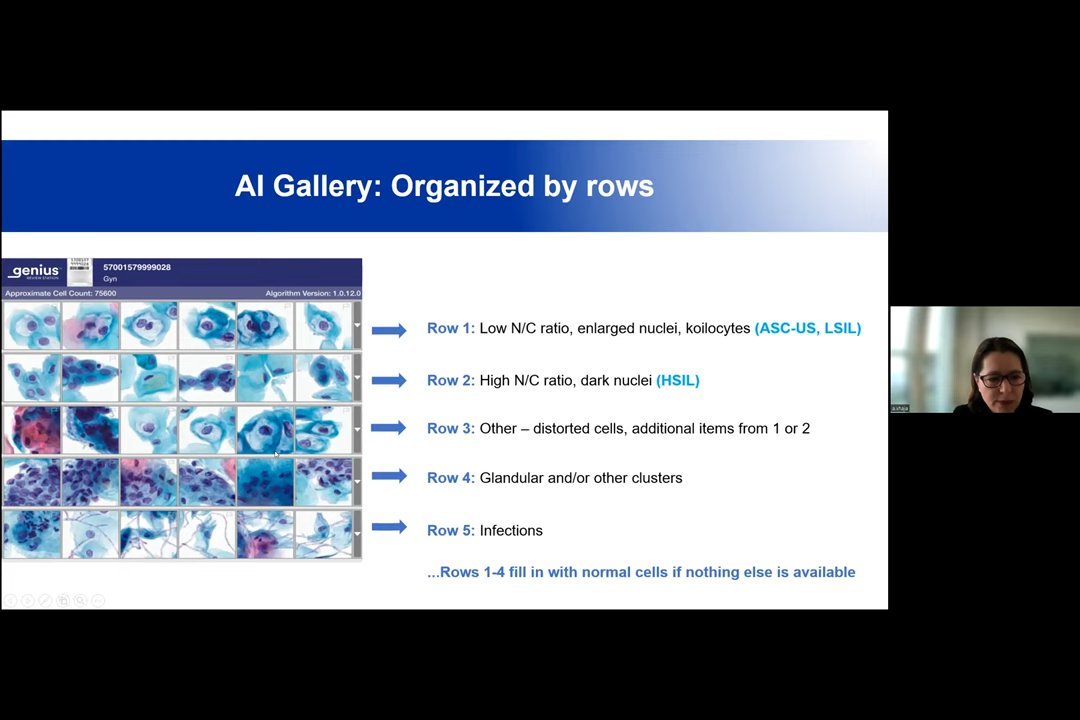 AI Gallery: Organized by rows
genius
REVIEW STATION
57001579999028
Gyn
Approximate Cell Count: 75600
Algorithm Version: 1.0.12.0
Row 1: Low N/C ratio, enlarged nuclei, koilocytes (ASC-US, LSIL)
Row 2: High N/C ratio, dark nuclei (HSIL)
Row 3: Other – distorted cells, additional items from 1 or 2
Row 4: Glandular and/or other clusters
Row 5: Infections
...Rows 1-4 fill in with normal cells if nothing else is available